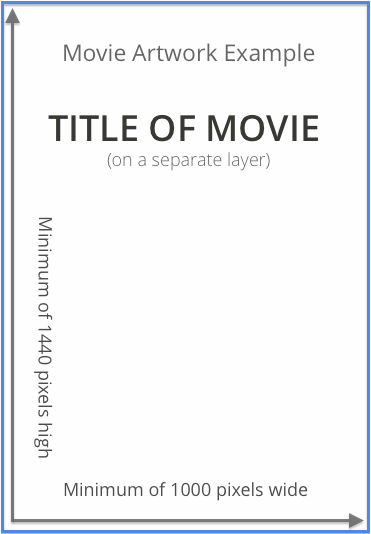 Movie Artwork Example
TITLE OF MOVIE
(on a separate layer)
Minimum of 1440 pixels high
Minimum of 1000 pixels wide